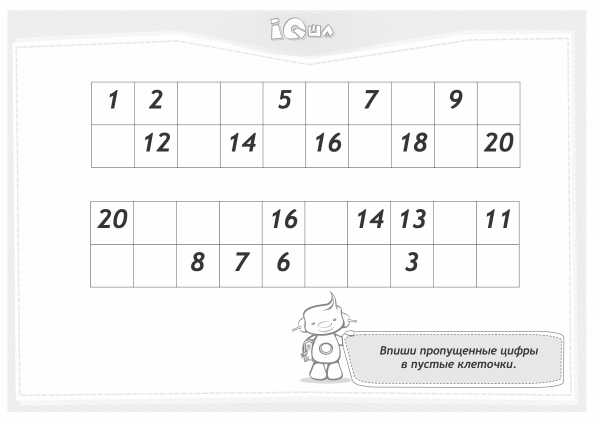 iQша
1 2 5 7 9
12 14 16 18 20
20 16 14 13 11
8 7 6 3
Впиши пропущенные цифры
в пустые клеточки.